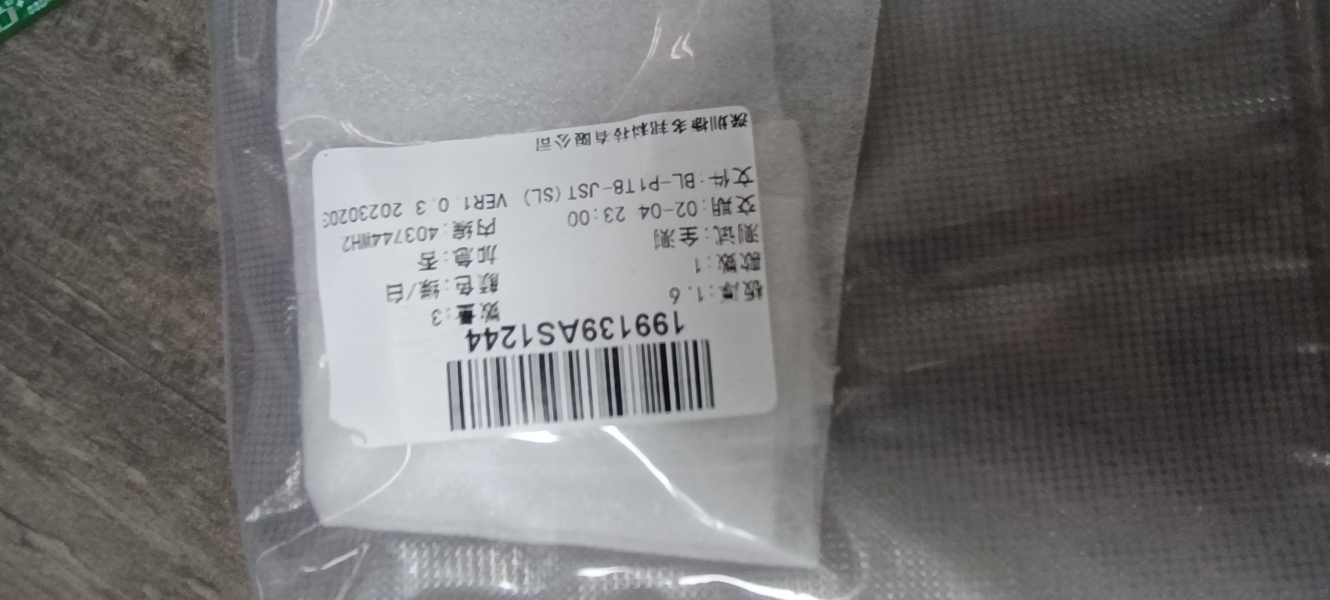 199139AS1244
板厚:1.6 数量:3
款数:1 颜色:绿/白
测试:全测 加急:否
交期:02-04 23:00 内编:403744WH2
文件:BL-P1T8-JST(SL) VER1.0.3 2023020
深圳捷多邦科技有限公司